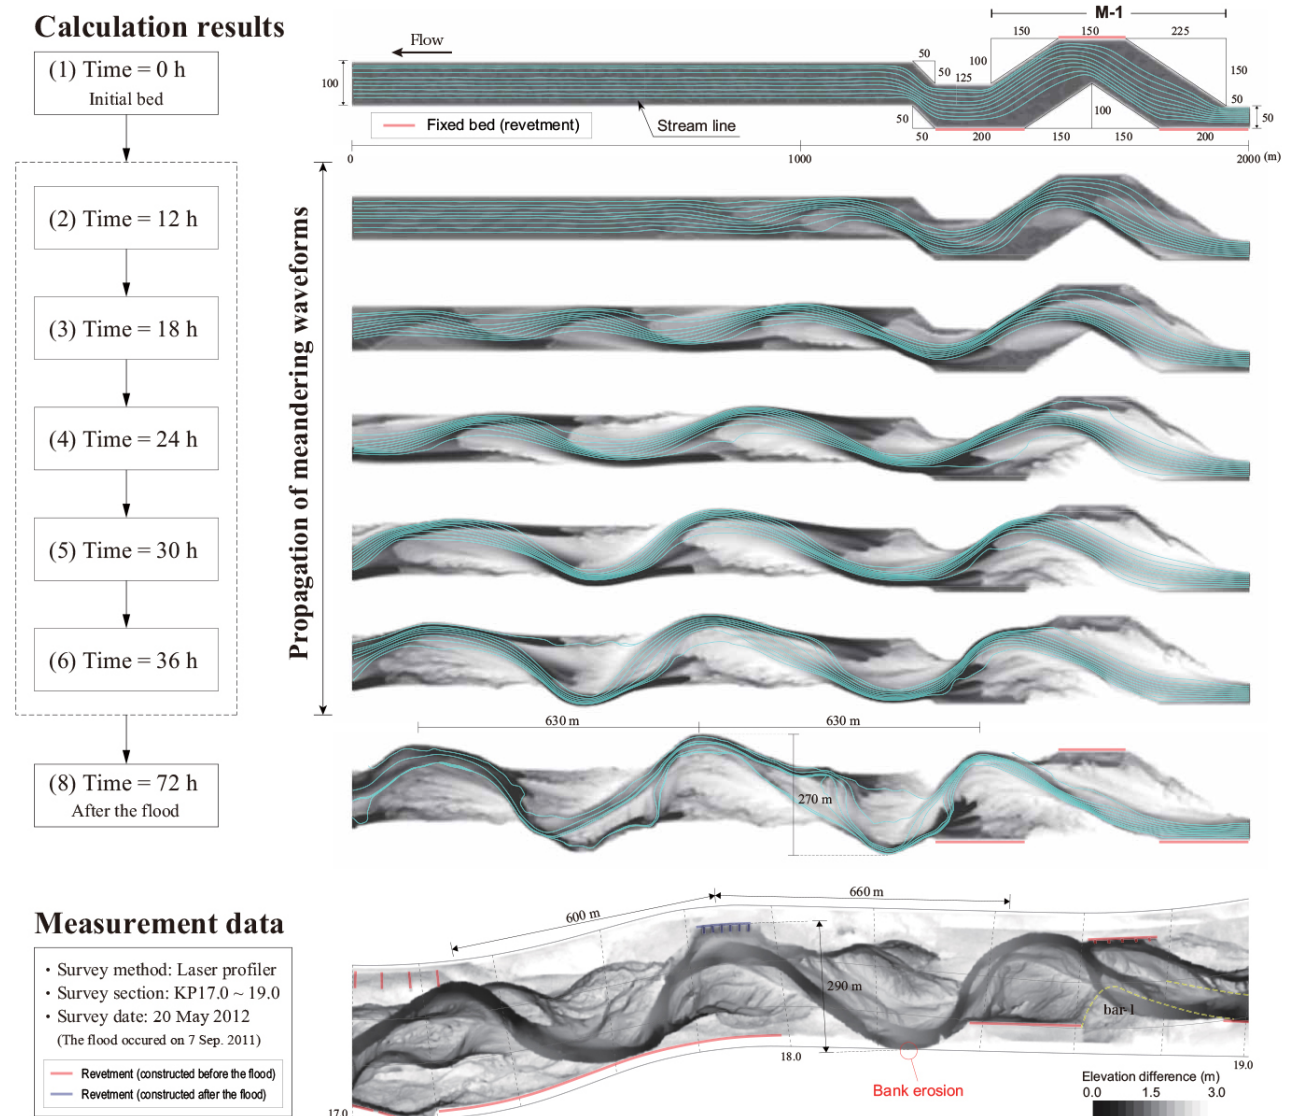 Calculation results
(1) Time = 0 h
Initial bed
(2) Time = 12 h
(3) Time = 18 h
(4) Time = 24 h
(5) Time = 30 h
(6) Time = 36 h
(8) Time = 72 h
After the flood
Propagation of meandering waveforms
Flow
M-1
150 150 225
100
50
50
125
100
150
50
50
50
50 200 150 100 150 200
Fixed bed (revetment)
Stream line
0 1000 2000 (m)
630 m 630 m
270 m
Measurement data
・Survey method: Laser profiler
・Survey section: KP17.0 ~ 19.0
・Survey date: 20 May 2012
(The flood occured on 7 Sep. 2011)
Revetment (constructed before the flood)
Revetment (constructed after the flood)
600 m
660 m
290 m
bar-1
17.0
18.0
19.0
Bank erosion
Elevation difference (m)
0.0 1.5 3.0